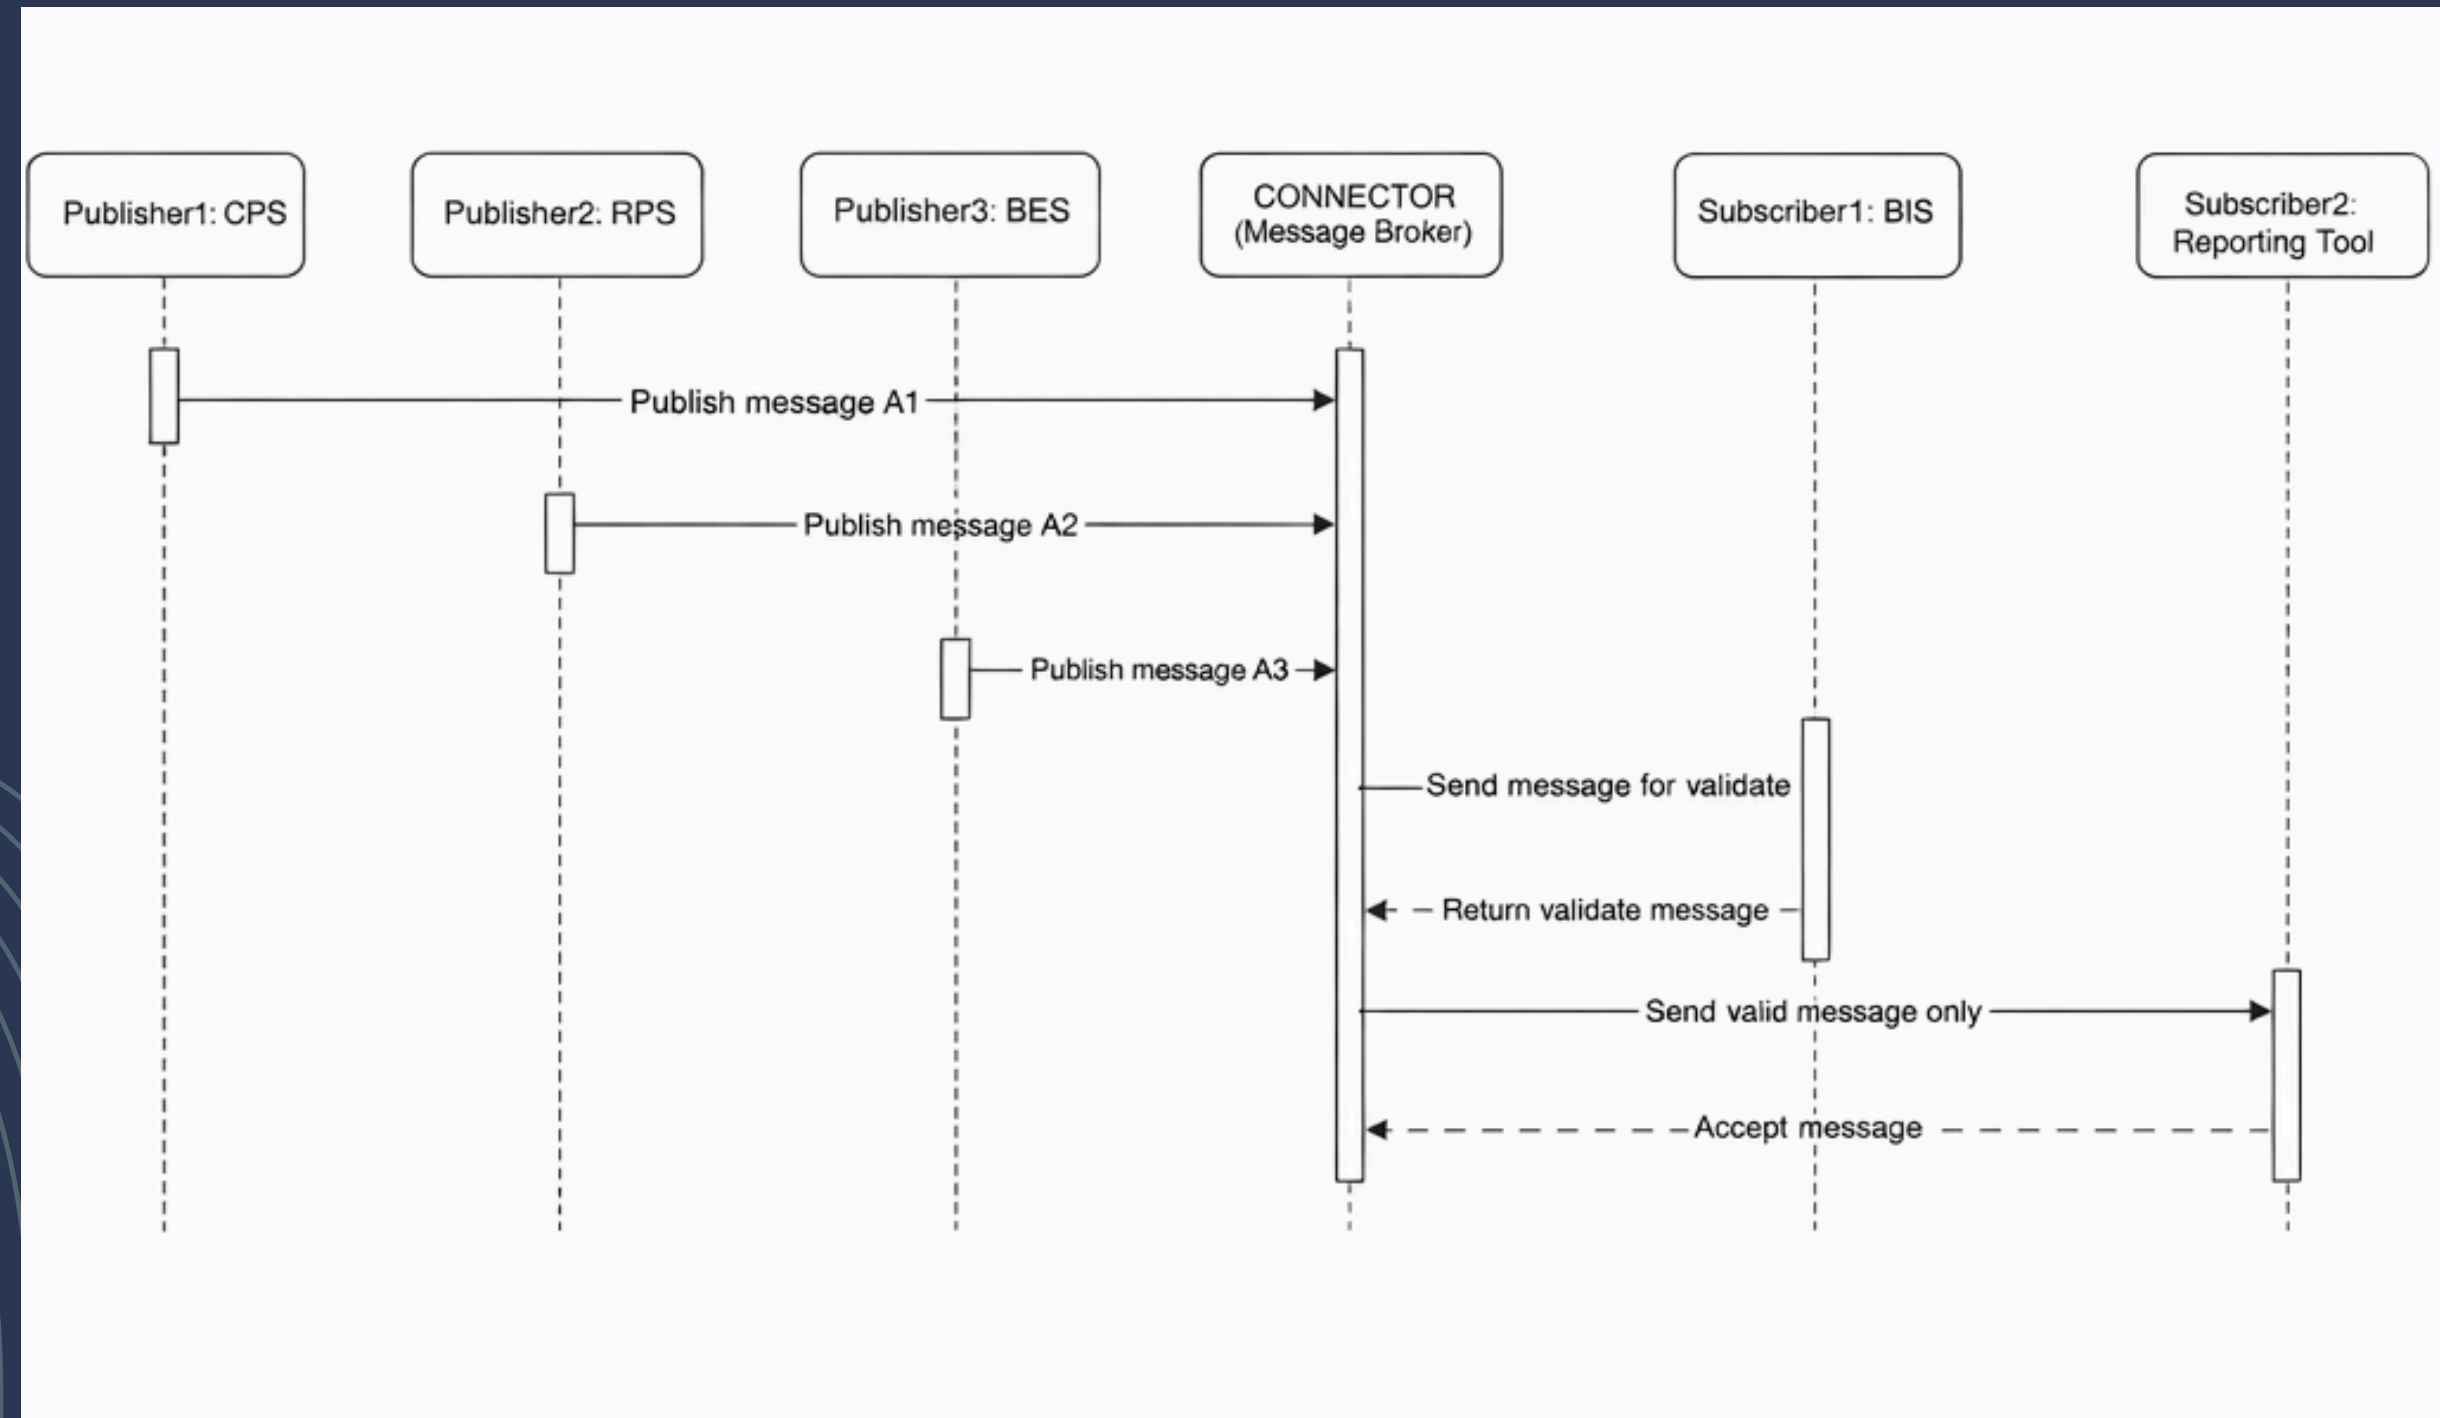 Publisher1: CPS
Publisher2: RPS
Publisher3: BES
CONNECTOR
(Message Broker)
Subscriber1: BIS
Subscriber2:
Reporting Tool
Publish message A1
Publish message A2
Publish message A3
Send message for validate
Return validate message
Send valid message only
Accept message